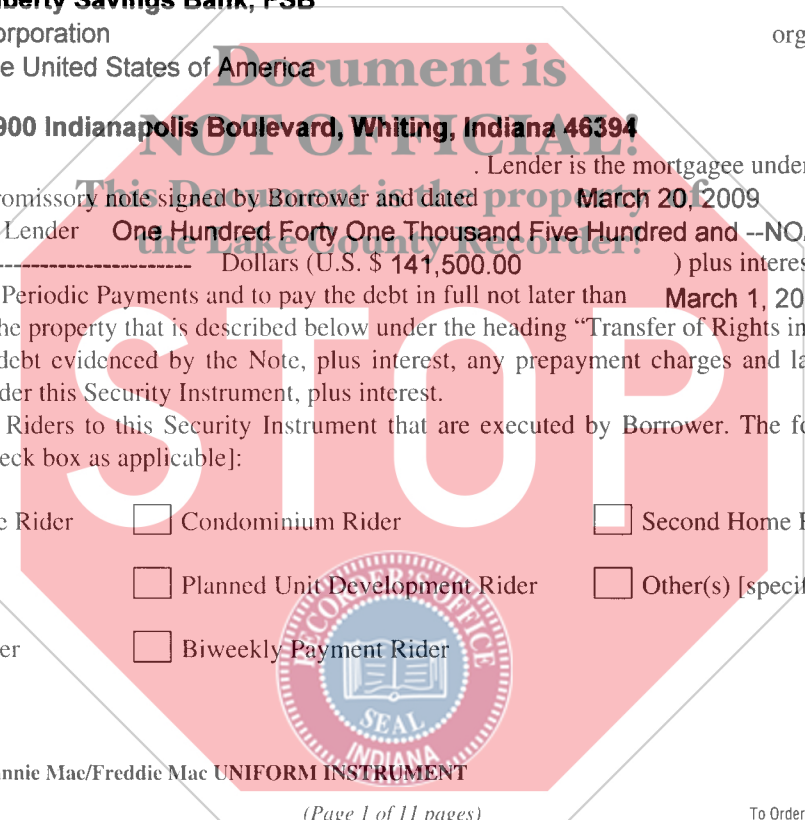 berty Savings Bank, FSB
orporation org
e United States of America
Document is
900 Indianapolis Boulevard, Whiting, Indiana 46394
NOT OFFICIAL!
. Lender is the mortgagee under
omissory note signed by Borrower and dated March 20, 2009
This Document is the property of
Lender One Hundred Forty One Thousand Five Hundred and --NO/
the Lake County Recorder!
---------------------- Dollars (U.S. $ 141,500.00 ) plus interes
Periodic Payments and to pay the debt in full not later than March 1, 20
he property that is described below under the heading “Transfer of Rights in
debt evidenced by the Note, plus interest, any prepayment charges and la
der this Security Instrument, plus interest.
Riders to this Security Instrument that are executed by Borrower. The fo
eck box as applicable]:
STOP
e Rider Condominium Rider Second Home R
Planned Unit Development Rider Other(s) [specif
er Biweekly Payment Rider
RECORDER'S OFFICE
SEAL
INDIANA
nnie Mac/Freddie Mac UNIFORM INSTRUMENT
(Page 1 of 11 pages) To Order